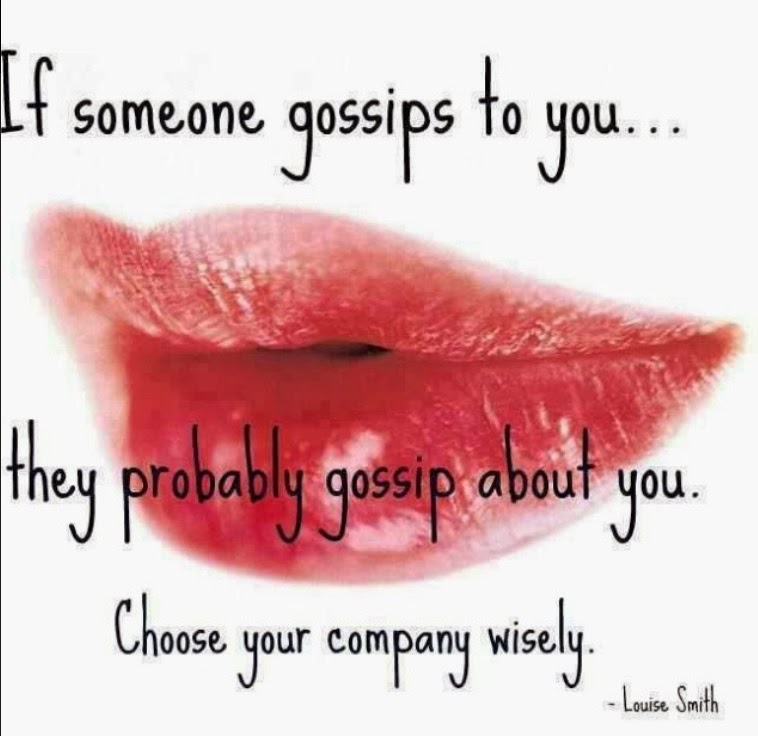 If someone gossips to you...
they probably gossip about you.
Choose your company wisely.
- Louise Smith